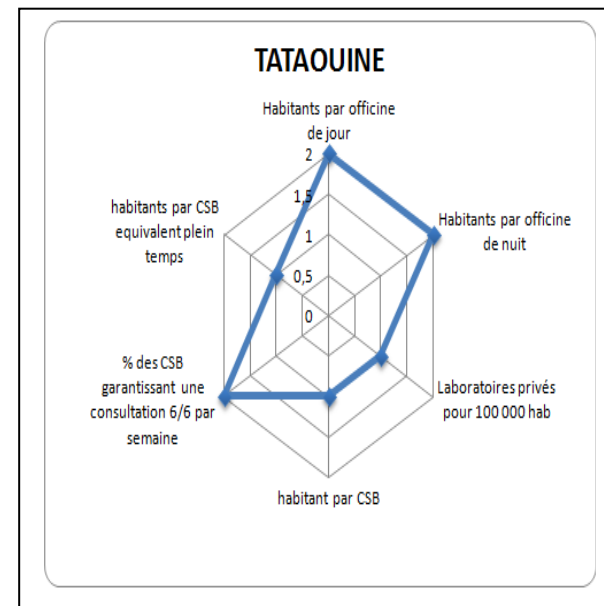 TATAOUINE
Habitants par officine
de jour
2
1,5
1
0,5
0
Habitants par officine
de nuit
Laboratoires privés
pour 100 000 hab
habitant par CSB
% des CSB
garantissant une
consultation 6/6 par
semaine
habitants par CSB
equivalent plein
temps